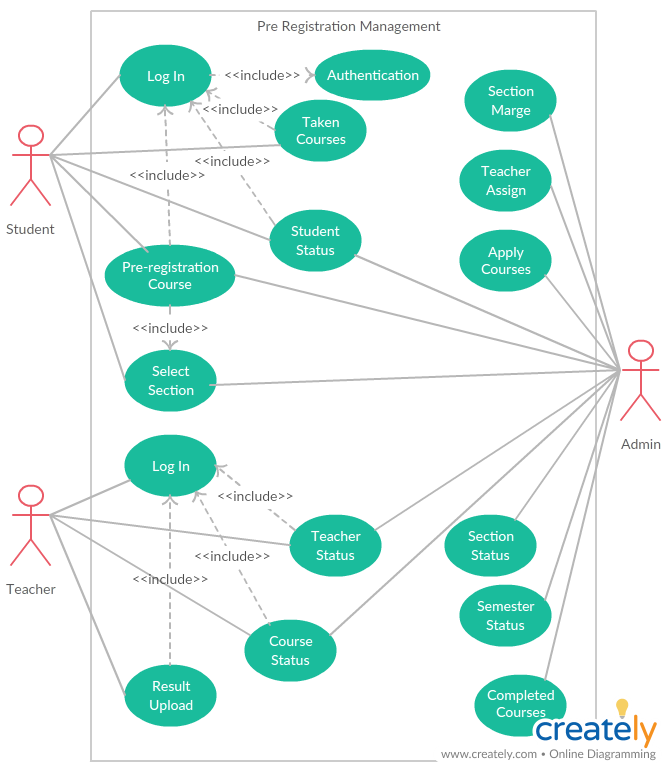 Pre Registration Management
Log In
<<include>>
Authentication
Section
Marge
<<include>>
Taken
Courses
<<include>>
<<include>>
Teacher
Assign
Student
Student
Status
Apply
Courses
Pre-registration
Course
<<include>>
Select
Section
Admin
Log In
<<include>>
Teacher
Status
Section
Status
<<include>>
<<include>>
Teacher
Semester
Status
Course
Status
Result
Upload
Completed
Courses
creately
www.creately.com • Online Diagramming